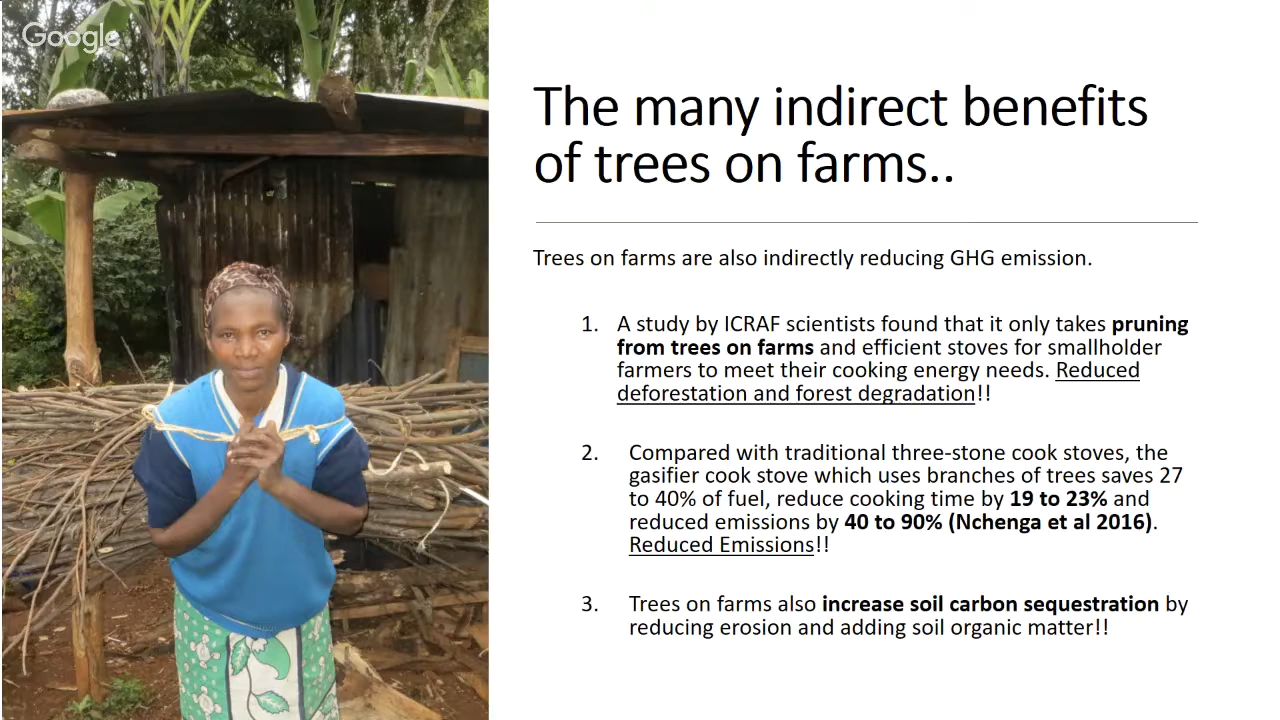 Google
The many indirect benefits
of trees on farms..
Trees on farms are also indirectly reducing GHG emission.
1. A study by ICRAF scientists found that it only takes pruning
from trees on farms and efficient stoves for smallholder
farmers to meet their cooking energy needs. Reduced
deforestation and forest degradation!!
2. Compared with traditional three-stone cook stoves, the
gasifier cook stove which uses branches of trees saves 27
to 40% of fuel, reduce cooking time by 19 to 23% and
reduced emissions by 40 to 90% (Nchenga et al 2016).
Reduced Emissions!!
3. Trees on farms also increase soil carbon sequestration by
reducing erosion and adding soil organic matter!!